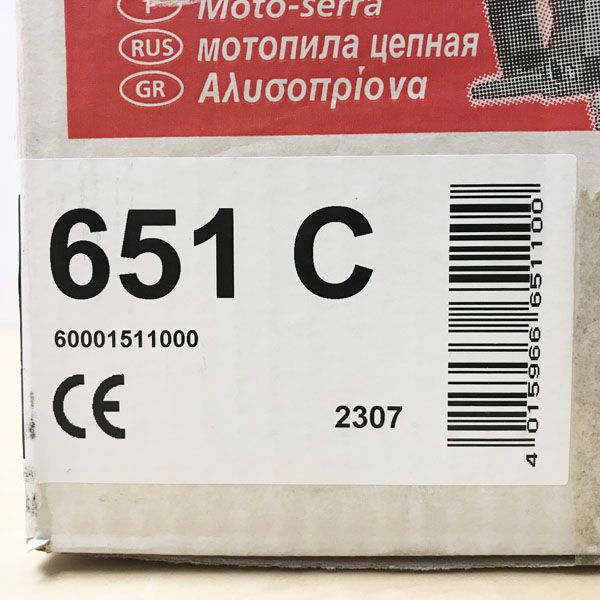 P Moto-serra
RUS мотопила цепная
GR Αλυσοπρίονα
651 C
60001511000
CE
2307
4 015966 651100